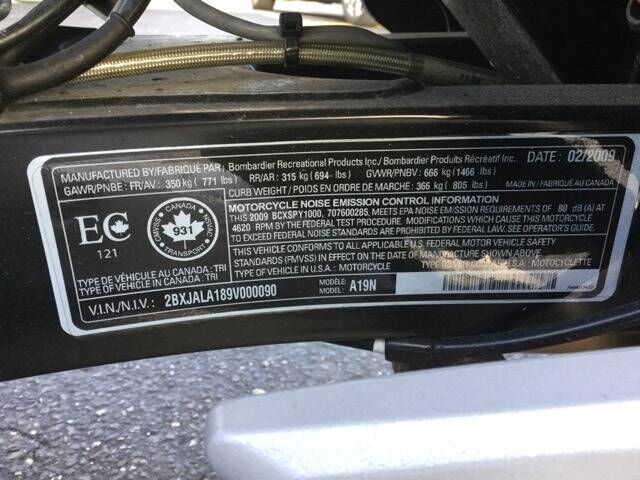 MANUFACTURED BY/FABRIQUÉ PAR: Bombardier Recreational Products Inc./ Bombardier Produits Récréatif Inc. DATE: 02/2009
GAWR/PNBE: FR/AV.: 350 kg ( 771 lbs) RR/AR: 315 kg ( 694- lbs) GVWR/PNBV: 666 kg (1466 lbs)
CURB WEIGHT / POIDS EN ORDRE DE MARCHE: 366 kg ( 805 lbs) MADE IN / FABRIQUÉ AU CANADA
MOTORCYCLE NOISE EMISSION CONTROL INFORMATION
THIS 2009 BCXSPY1000, 707600285, MEETS EPA NOISE EMISSION REQUIREMENTS OF 80 dB (A) AT
4620 RPM BY THE FEDERAL TEST PROCEDURE. MODIFICATIONS WHICH CAUSE THIS MOTORCYCLE
TO EXCEED FEDERAL NOISE STANDARDS ARE PROHIBITED BY FEDERAL LAW. SEE OPERATOR'S GUIDE.
EC
121
CANADA
931
THIS VEHICLE CONFORMS TO ALL APPLICABLE U.S. FEDERAL MOTOR VEHICLE SAFETY
STANDARDS (FMVSS) IN EFFECT ON THE DATE OF MANUFACTURE SHOWN ABOVE
TYPE OF VEHICLE IN U.S.A.: MOTORCYCLE MOTOCYCLETTE
TYPE DE VÉHICULE AU CANADA: TRI
TYPE OF VEHICLE IN CANADA: TRI
V.I.N./N.I.V.: 2BXJALA189V000090 MODEL: MODÈLE: A19N